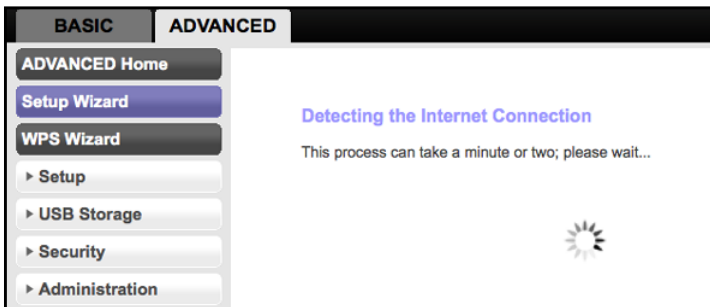 BASIC
ADVANCED
ADVANCED Home
Setup Wizard
WPS Wizard
Setup
USB Storage
Security
Administration
Detecting the Internet Connection
This process can take a minute or two; please wait...